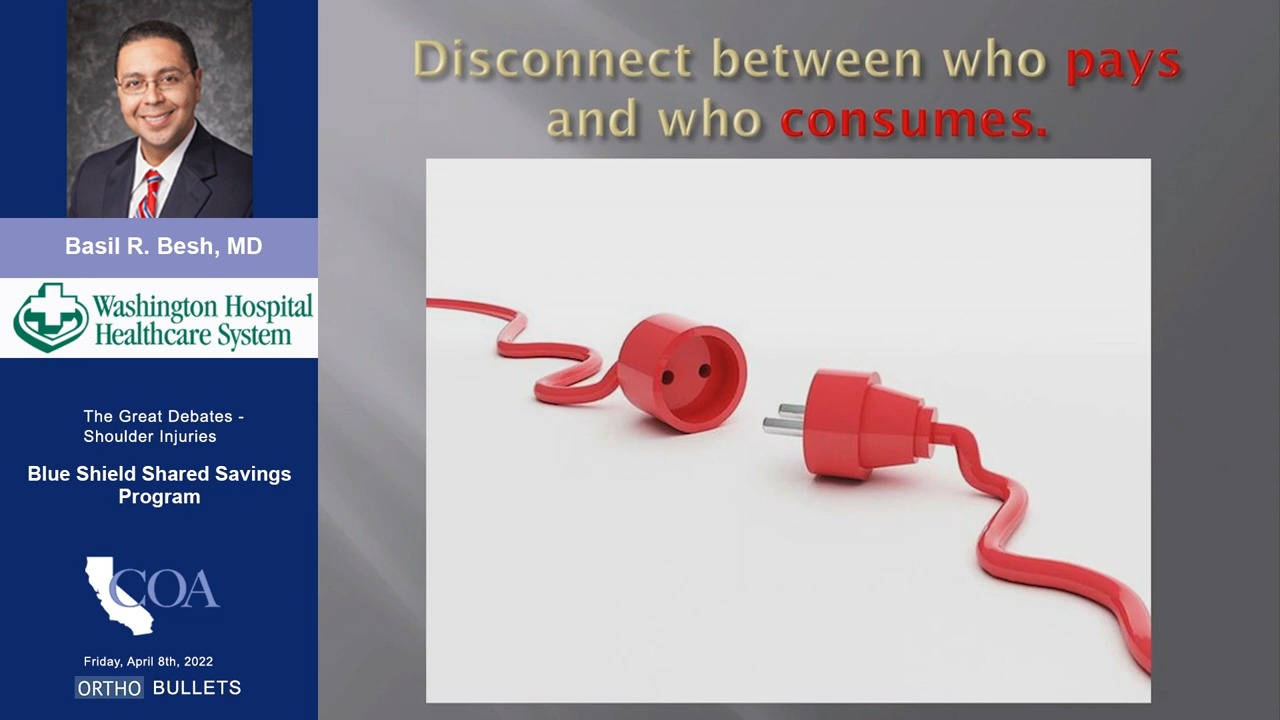 Disconnect between who pays
and who consumes.
Basil R. Besh, MD
Washington Hospital
Healthcare System
The Great Debates -
Shoulder Injuries
Blue Shield Shared Savings
Program
COA
Friday, April 8th, 2022
ORTHO BULLETS